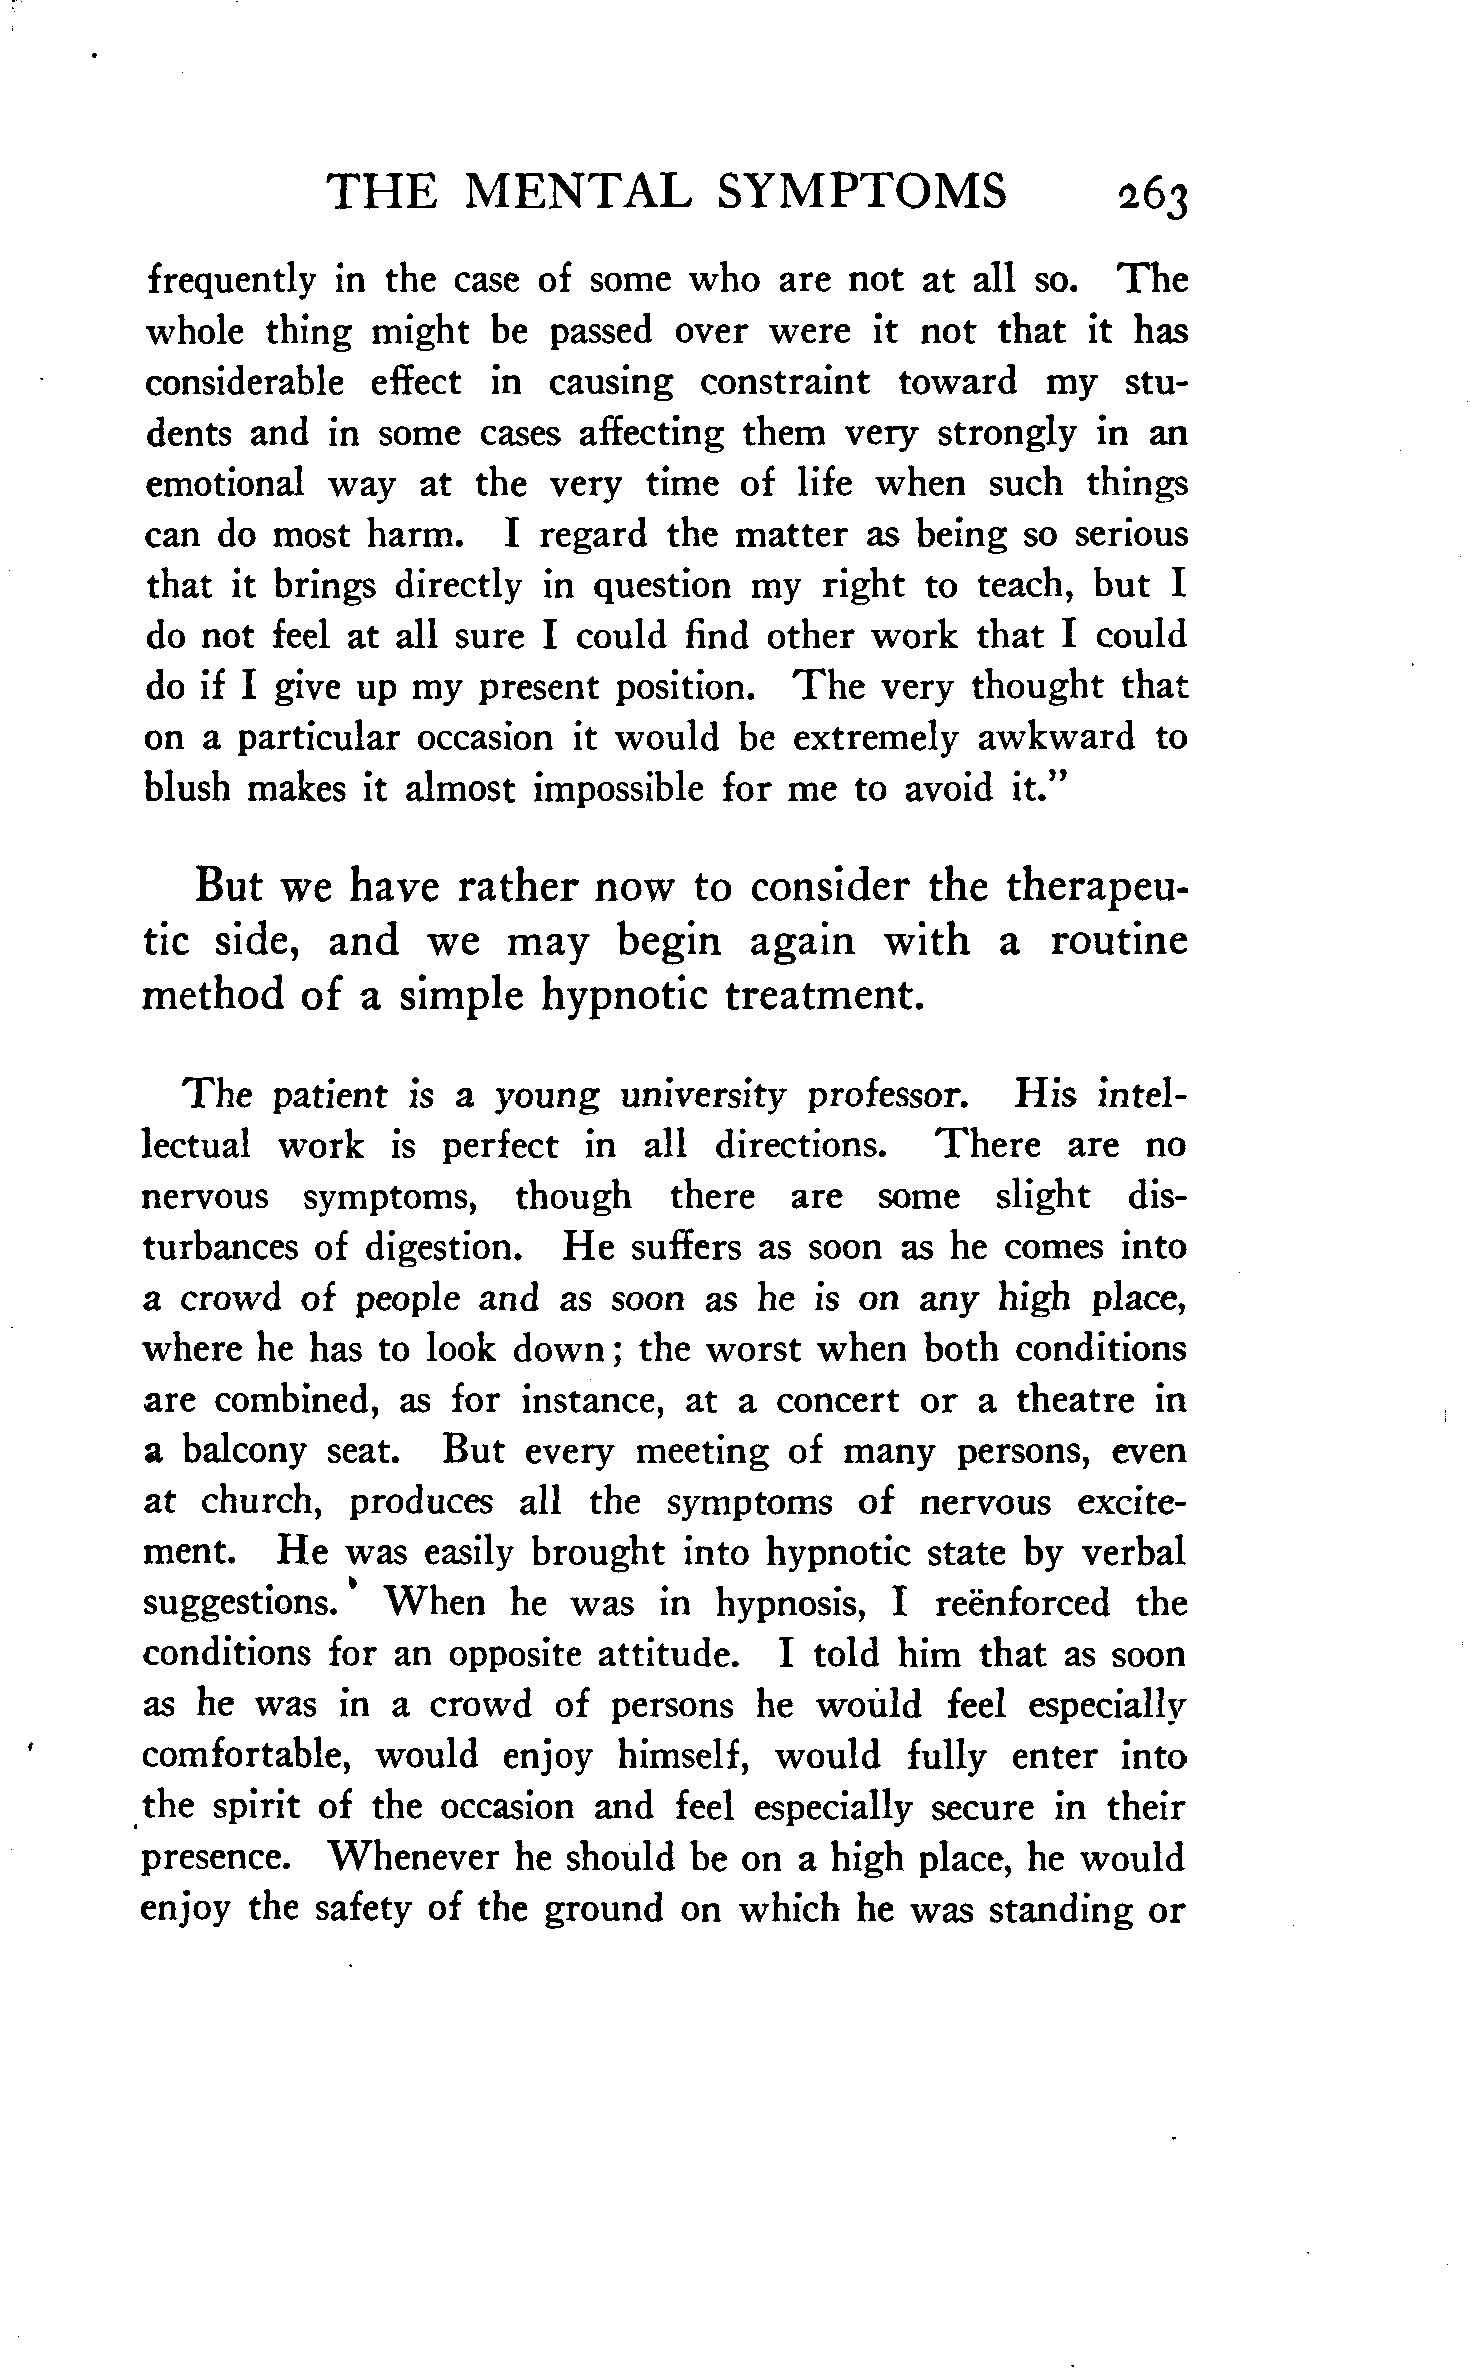 THE MENTAL SYMPTOMS 263
frequently in the case of some who are not at all so. The
whole thing might be passed over were it not that it has
considerable effect in causing constraint toward my stu-
dents and in some cases affecting them very strongly in an
emotional way at the very time of life when such things
can do most harm. I regard the matter as being so serious
that it brings directly in question my right to teach, but I
do not feel at all sure I could find other work that I could
do if I give up my present position. The very thought that
on a particular occasion it would be extremely awkward to
blush makes it almost impossible for me to avoid it."
But we have rather now to consider the therapeu-
tic side, and we may begin again with a routine
method of a simple hypnotic treatment.
The patient is a young university professor. His intel-
lectual work is perfect in all directions. There are no
nervous symptoms, though there are some slight dis-
turbances of digestion. He suffers as soon as he comes into
a crowd of people and as soon as he is on any high place,
where he has to look down; the worst when both conditions
are combined, as for instance, at a concert or a theatre in
a balcony seat. But every meeting of many persons, even
at church, produces all the symptoms of nervous excite-
ment. He was easily brought into hypnotic state by verbal
suggestions. When he was in hypnosis, I reënforced the
conditions for an opposite attitude. I told him that as soon
as he was in a crowd of persons he would feel especially
comfortable, would enjoy himself, would fully enter into
the spirit of the occasion and feel especially secure in their
presence. Whenever he should be on a high place, he would
enjoy the safety of the ground on which he was standing or